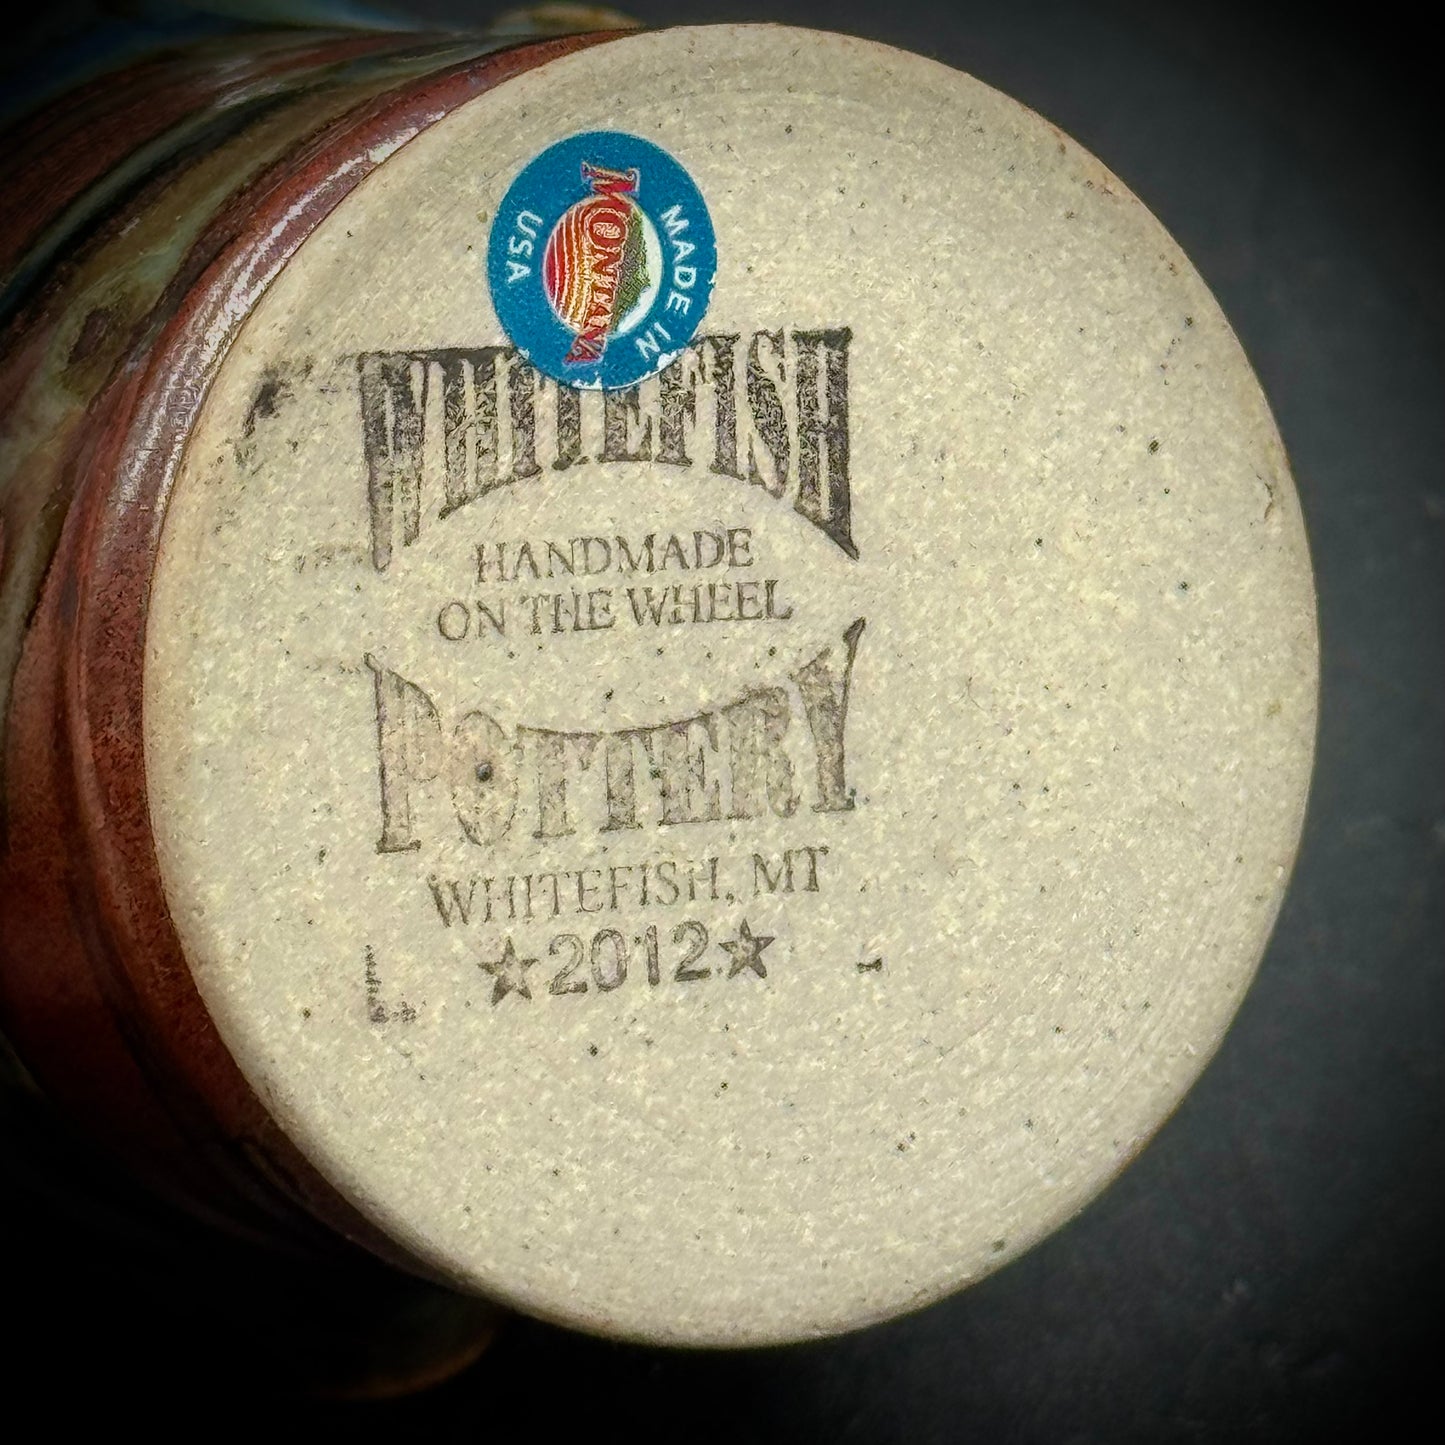 MADE IN
MONTANA
USA
WHITEFISH
HANDMADE
ON THE WHEEL
POTTERY
WHITEFISH, MT
★2012★